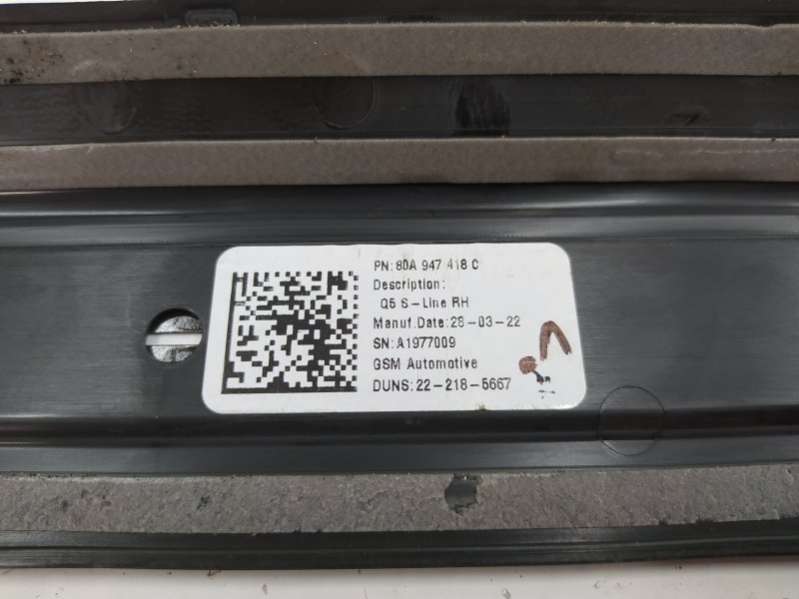 PN: 80A 947 418 C
Description:
Q5 S-Line RH
Manuf.Date: 28-03-22
SN: A1977009
GSM Automotive
DUNS: 22-218-5667